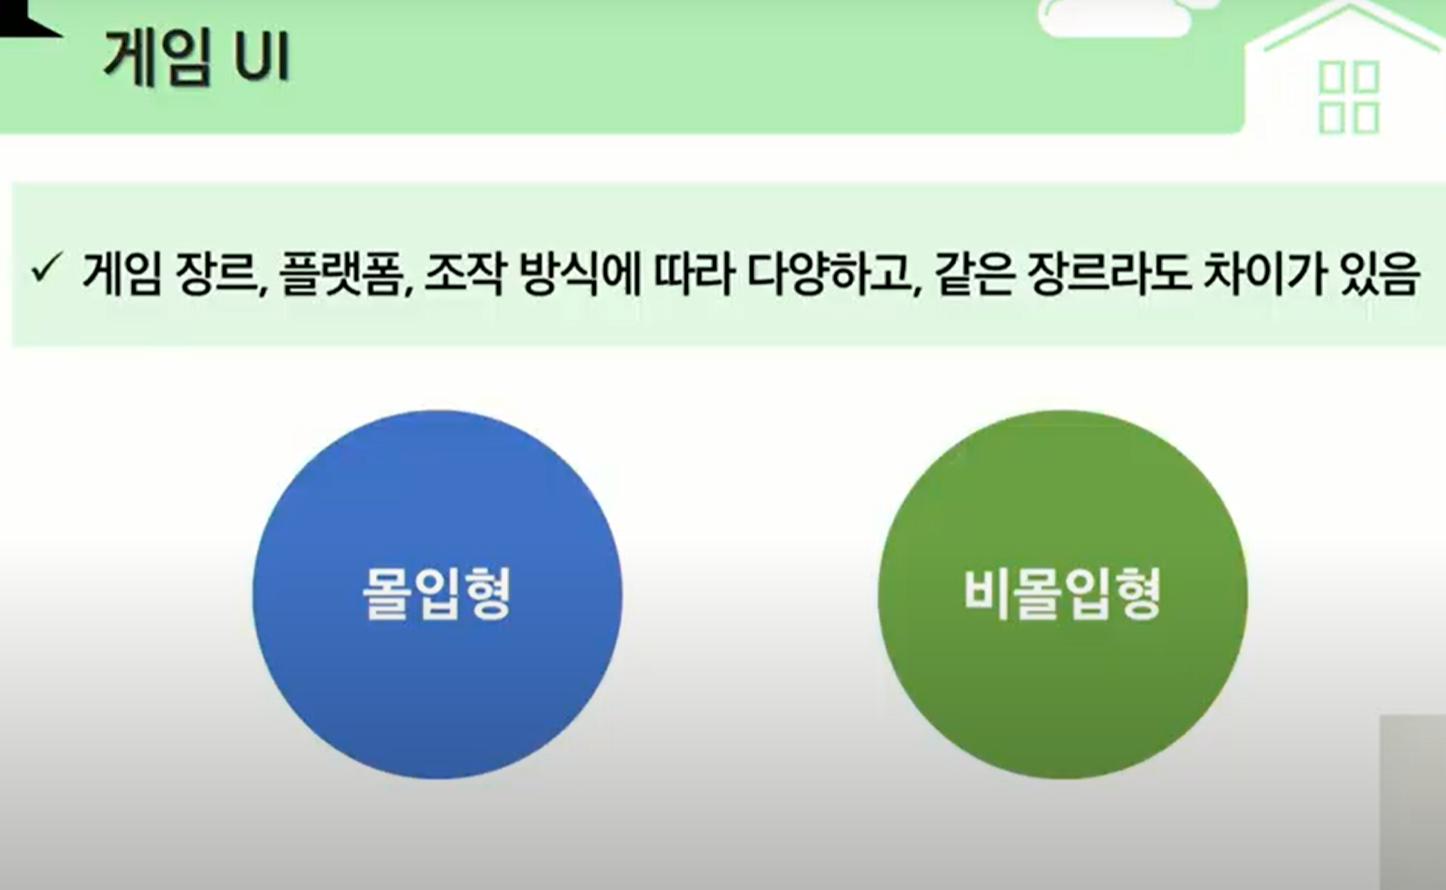 게임 UI
✓ 게임 장르, 플랫폼, 조작 방식에 따라 다양하고, 같은 장르라도 차이가 있음
몰입형
비몰입형